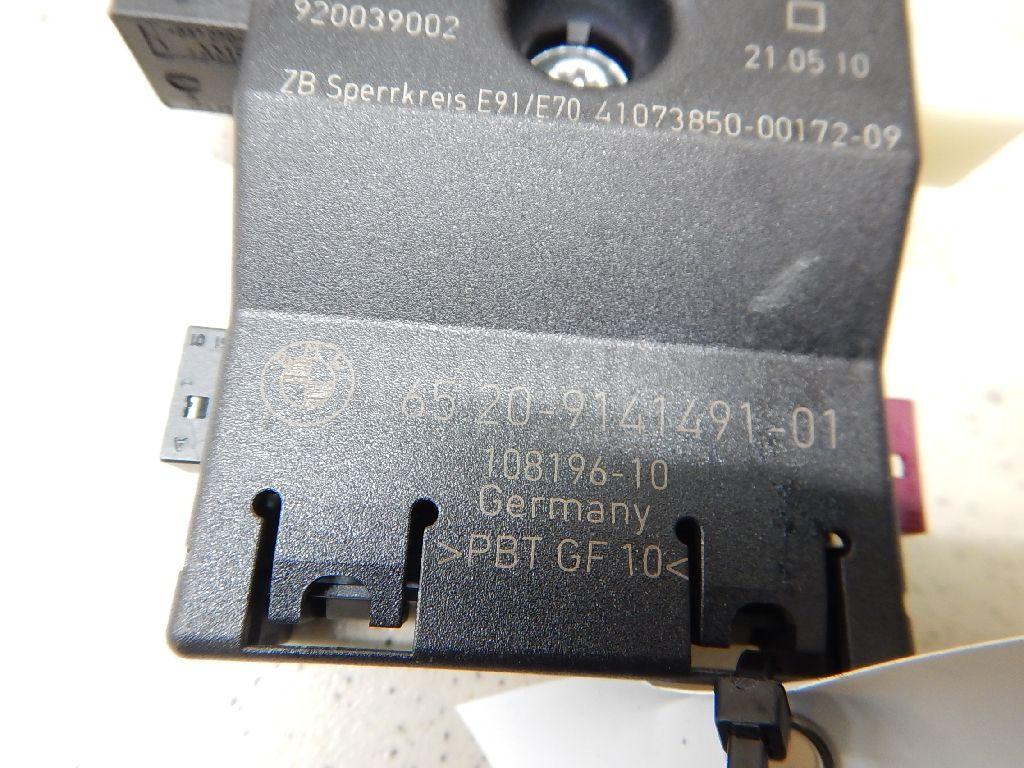 920039002
21.05 10
ZB Sperrkreis E91/E70 41073850-00172-09
65.20-9141491-01
108196-10
Germany
>PBT GF 10<